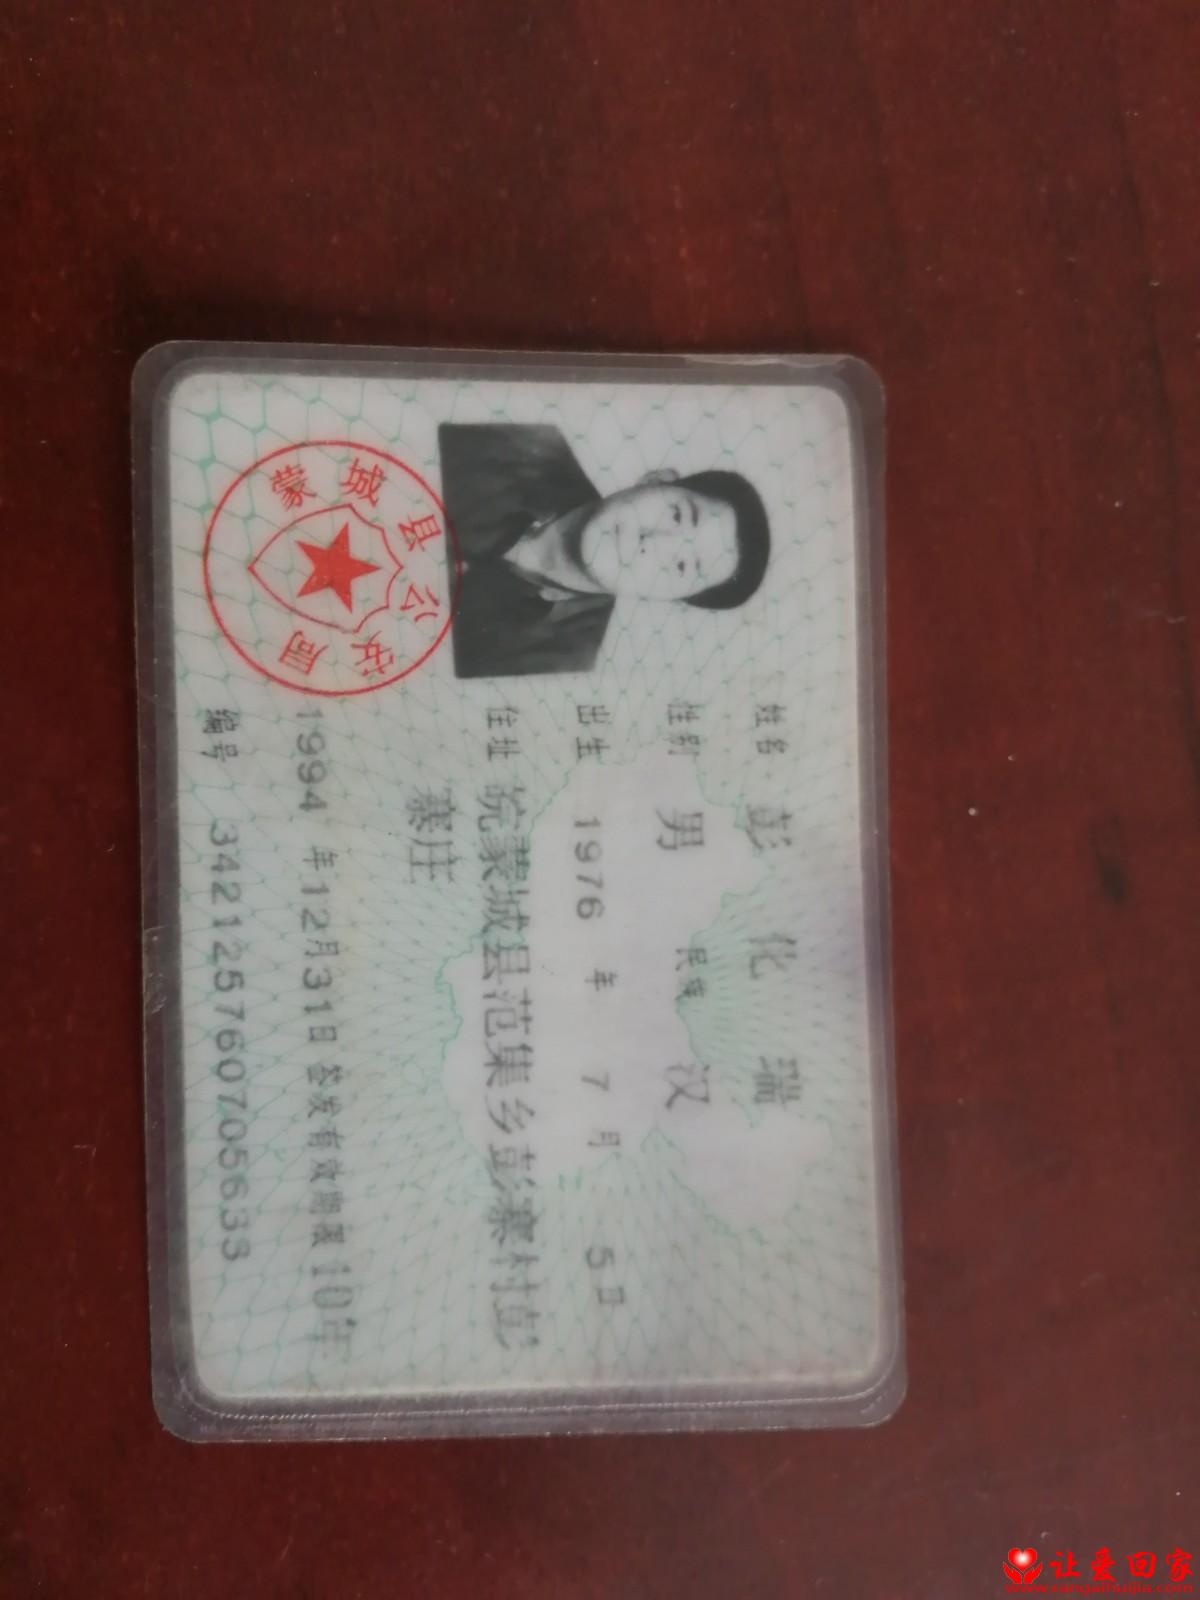 姓名 彭化瑞
性别 男 民族 汉
出生 1976 年 7 月 5 日
住址 皖蒙城县范集乡彭寨村彭
寨庄
1994 年12月31日 签发有效期限 10年
编号 342125760705633
蒙城县公安局
让爱回家
www.rangaihuijia.com